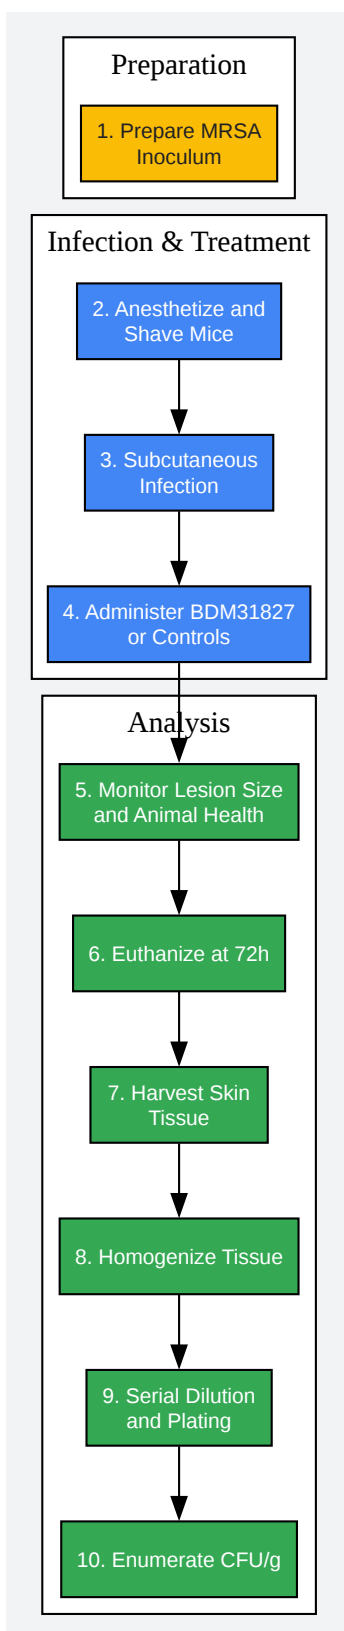 Preparation
1. Prepare MRSA
Inoculum
Infection & Treatment
2. Anesthetize and
Shave Mice
3. Subcutaneous
Infection
4. Administer BDM31827
or Controls
Analysis
5. Monitor Lesion Size
and Animal Health
6. Euthanize at 72h
7. Harvest Skin
Tissue
8. Homogenize Tissue
9. Serial Dilution
and Plating
10. Enumerate CFU/g